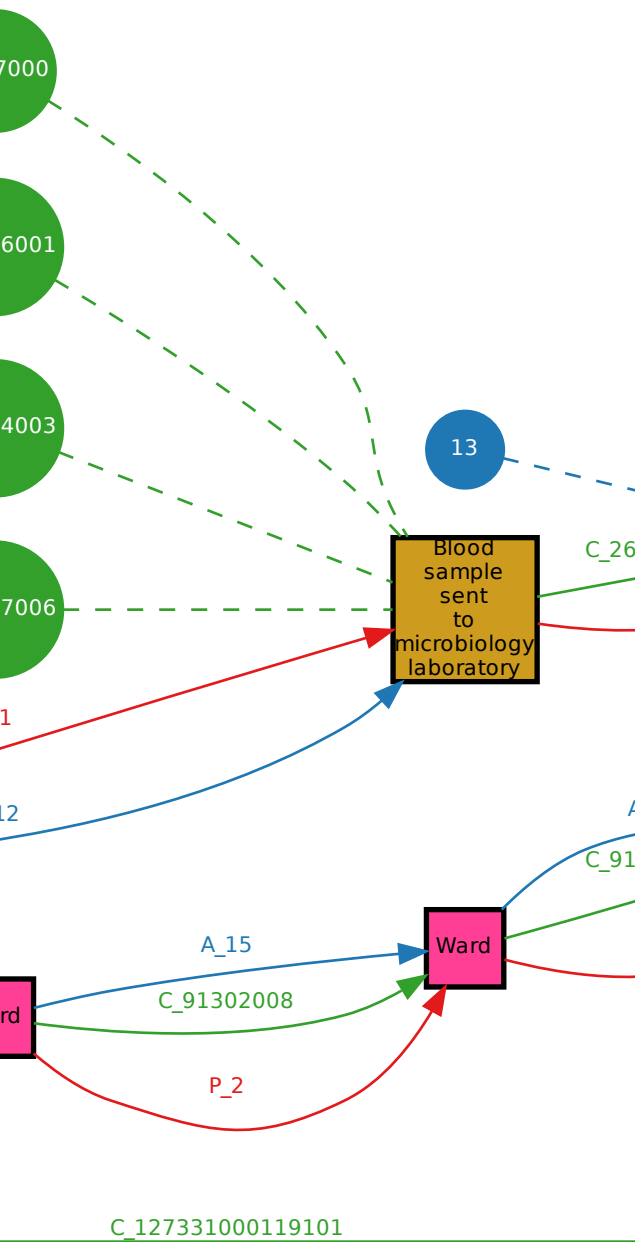 7000
6001
4003
13
Blood
sample
sent
to
microbiology
laboratory
C_26
7006
1
12
A
C_91
A_15
Ward
C_91302008
rd
P_2
C_127331000119101